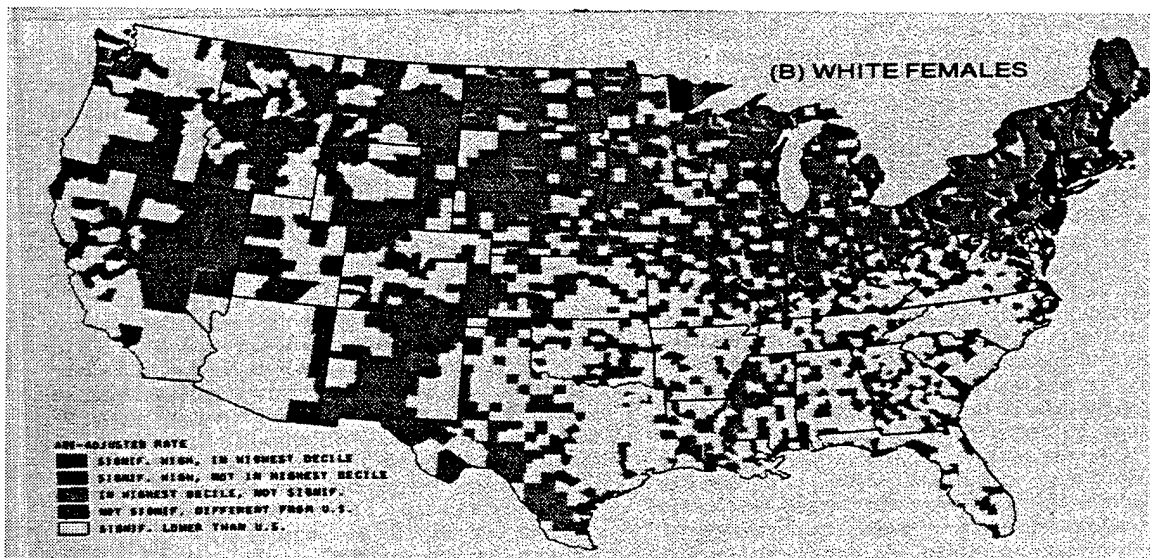 (B) WHITE FEMALES
AGE-ADJUSTED RATE
SIGNIF. HIGH, IN HIGHEST DECILE
SIGNIF. HIGH, NOT IN HIGHEST DECILE
IN HIGHEST DECILE, NOT SIGNIF.
NOT SIGNIF. DIFFERENT FROM U.S.
SIGNIF. LOWER THAN U.S.